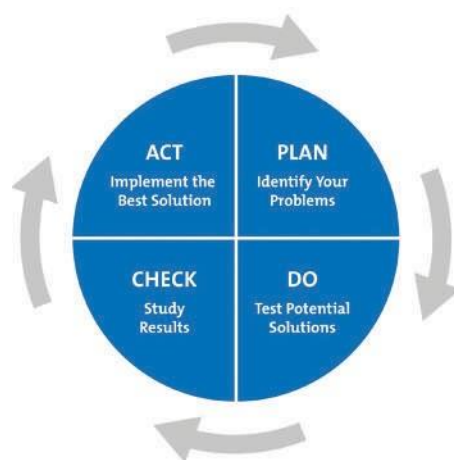 ACT
Implement the
Best Solution
PLAN
Identify Your
Problems
CHECK
Study
Results
DO
Test Potential
Solutions